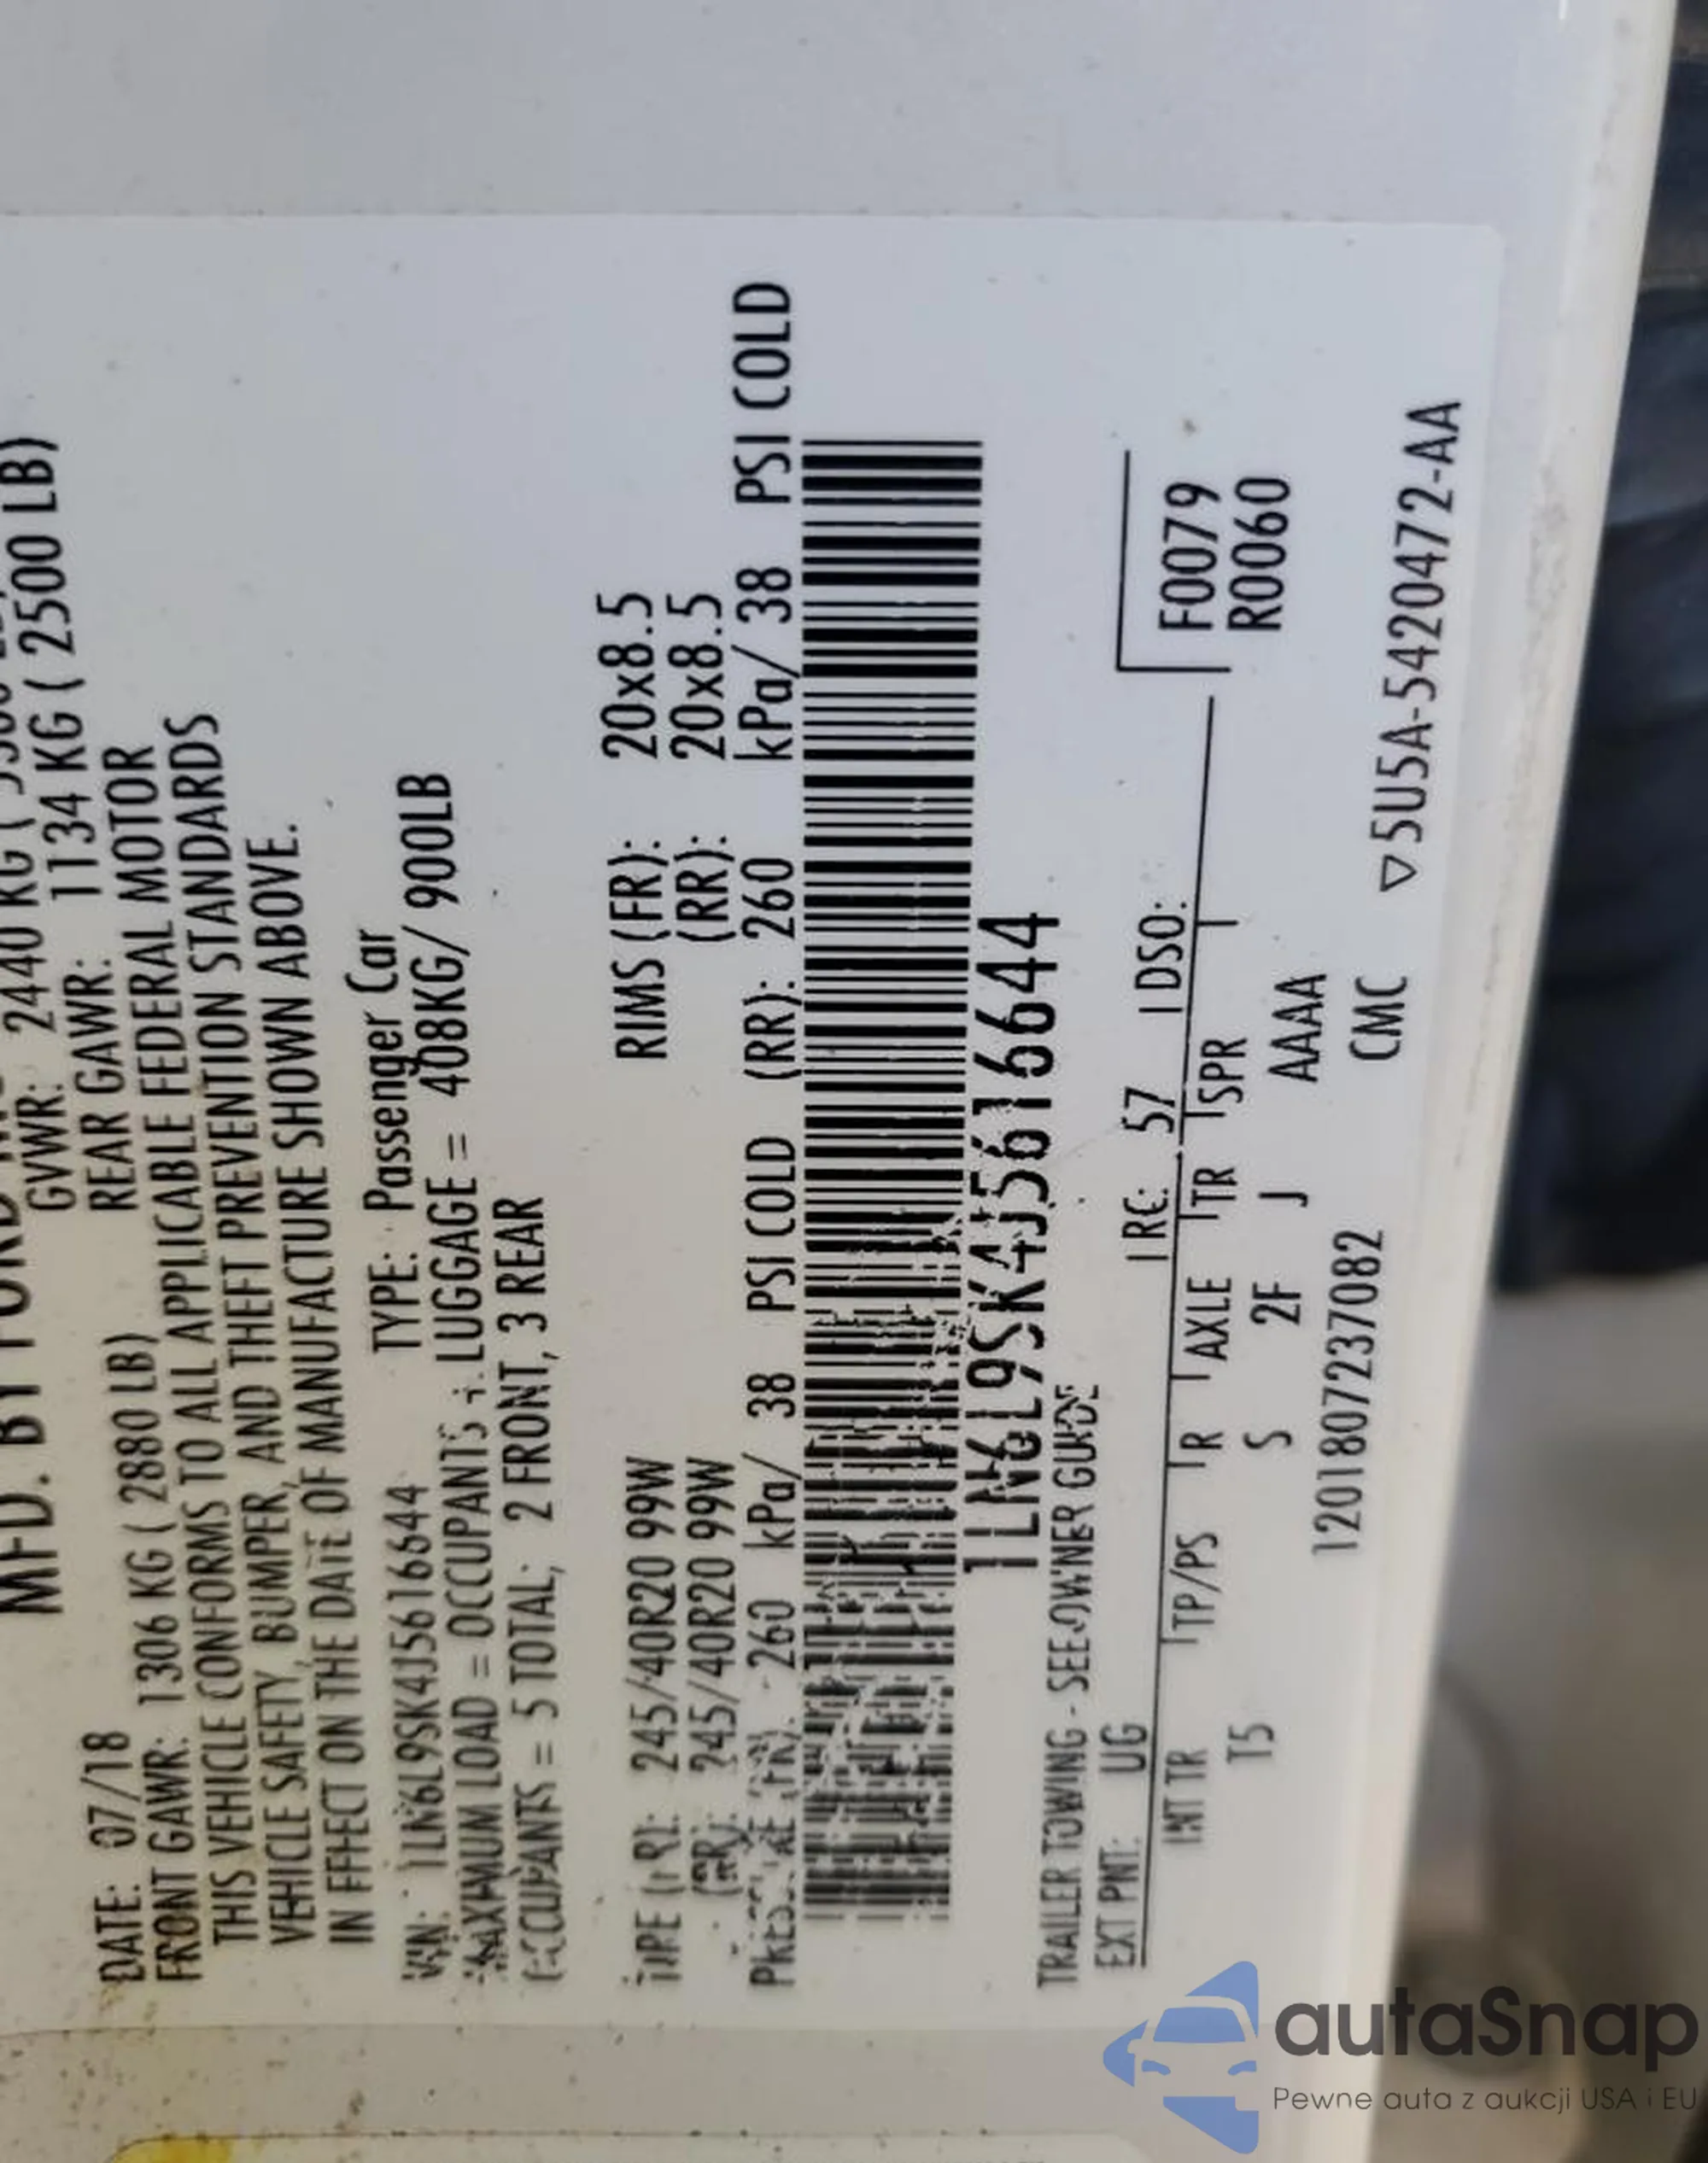 MFD. BY FORD
DATE: 07/18 GVWR: 2440 KG (
FRONT GAWR: 1306 KG ( 2880 LB) REAR GAWR: 1134 KG ( 2500 LB)
THIS VEHICLE CONFORMS TO ALL APPLICABLE FEDERAL MOTOR
VEHICLE SAFETY, BUMPER, AND THEFT PREVENTION STANDARDS
IN EFFECT ON THE DATE OF MANUFACTURE SHOWN ABOVE.
VIN: 1LN6L9SK4J5616644 TYPE: Passenger Car
MAXIMUM LOAD = OCCUPANTS + LUGGAGE = 408KG/ 900LB
OCCUPANTS = 5 TOTAL; 2 FRONT, 3 REAR
TIRE (FR): 245/40R20 99W RIMS (FR): 20x8.5
(RR): 245/40R20 99W (RR): 20x8.5
PRESSURE (FR): 260 kPa/ 38 PSI COLD (RR): 260 kPa/ 38 PSI COLD
1LN6L9SK4J5616644
TRAILER TOWING - SEE OWNER GUIDE
EXT PNT: UG RC: 57 DSO: F0079
R0060
INT TR TP/PS R AXLE TR SPR
T5 S 2F J AAAA
1201807237082 CMC ▽5U5A-5420472-AA
autaSnap
Pewne auta z aukcji USA i EU